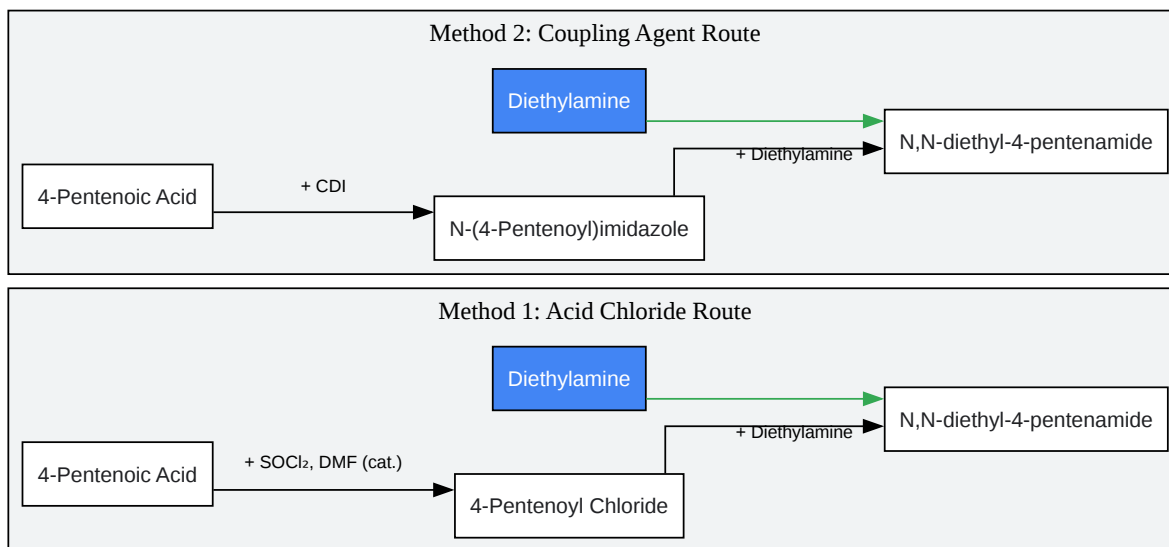 Method 2: Coupling Agent Route
Diethylamine
N,N-diethyl-4-pentenamide
+ Diethylamine
4-Pentenoic Acid
+ CDI
N-(4-Pentenoyl)imidazole
Method 1: Acid Chloride Route
Diethylamine
N,N-diethyl-4-pentenamide
+ Diethylamine
4-Pentenoic Acid
+ SOCl₂, DMF (cat.)
4-Pentenoyl Chloride